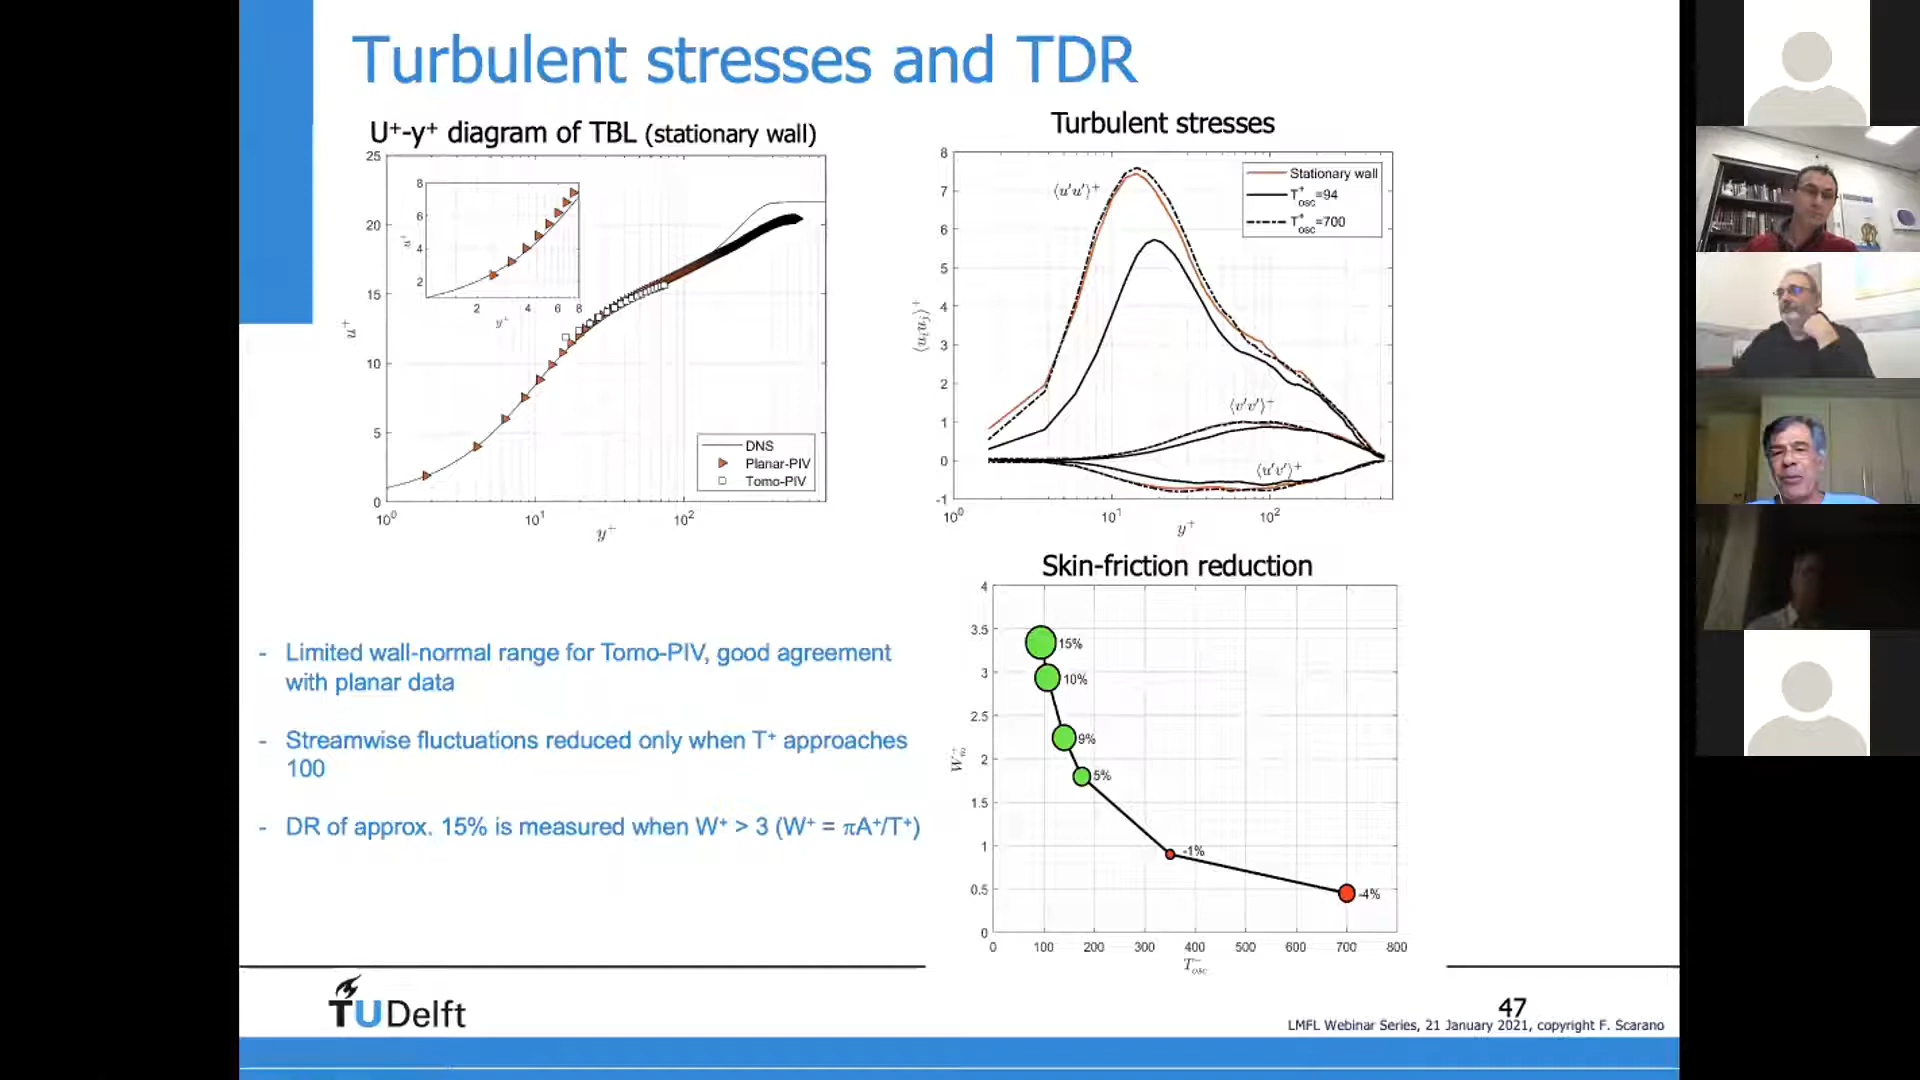 Turbulent stresses and TDR
U⁺-y⁺ diagram of TBL (stationary wall)
25
20
15
10
5
0
10⁰
10¹
10²
y⁺
u⁺
8
6
4
2
2
4
6
8
y⁺
u⁺
DNS
Planar-PIV
Tomo-PIV
Turbulent stresses
8
7
6
5
4
3
2
1
0
-1
10⁰
10¹
10²
y⁺
⟨uᵢuⱼ⟩⁺
⟨u′u′⟩⁺
⟨v′v′⟩⁺
⟨u′v′⟩⁺
Stationary wall
T⁺osc=94
T⁺osc=700
Skin-friction reduction
4
3.5
3
2.5
2
1.5
1
0.5
0
0
100
200
300
400
500
600
700
800
15%
10%
9%
5%
-1%
-4%
- Limited wall-normal range for Tomo-PIV, good agreement
with planar data
- Streamwise fluctuations reduced only when T⁺ approaches
100
- DR of approx. 15% is measured when W⁺ > 3 (W⁺ = πA⁺/T⁺)
TUDelft
47
LMFL Webinar Series, 21 January 2021, copyright F. Scarano